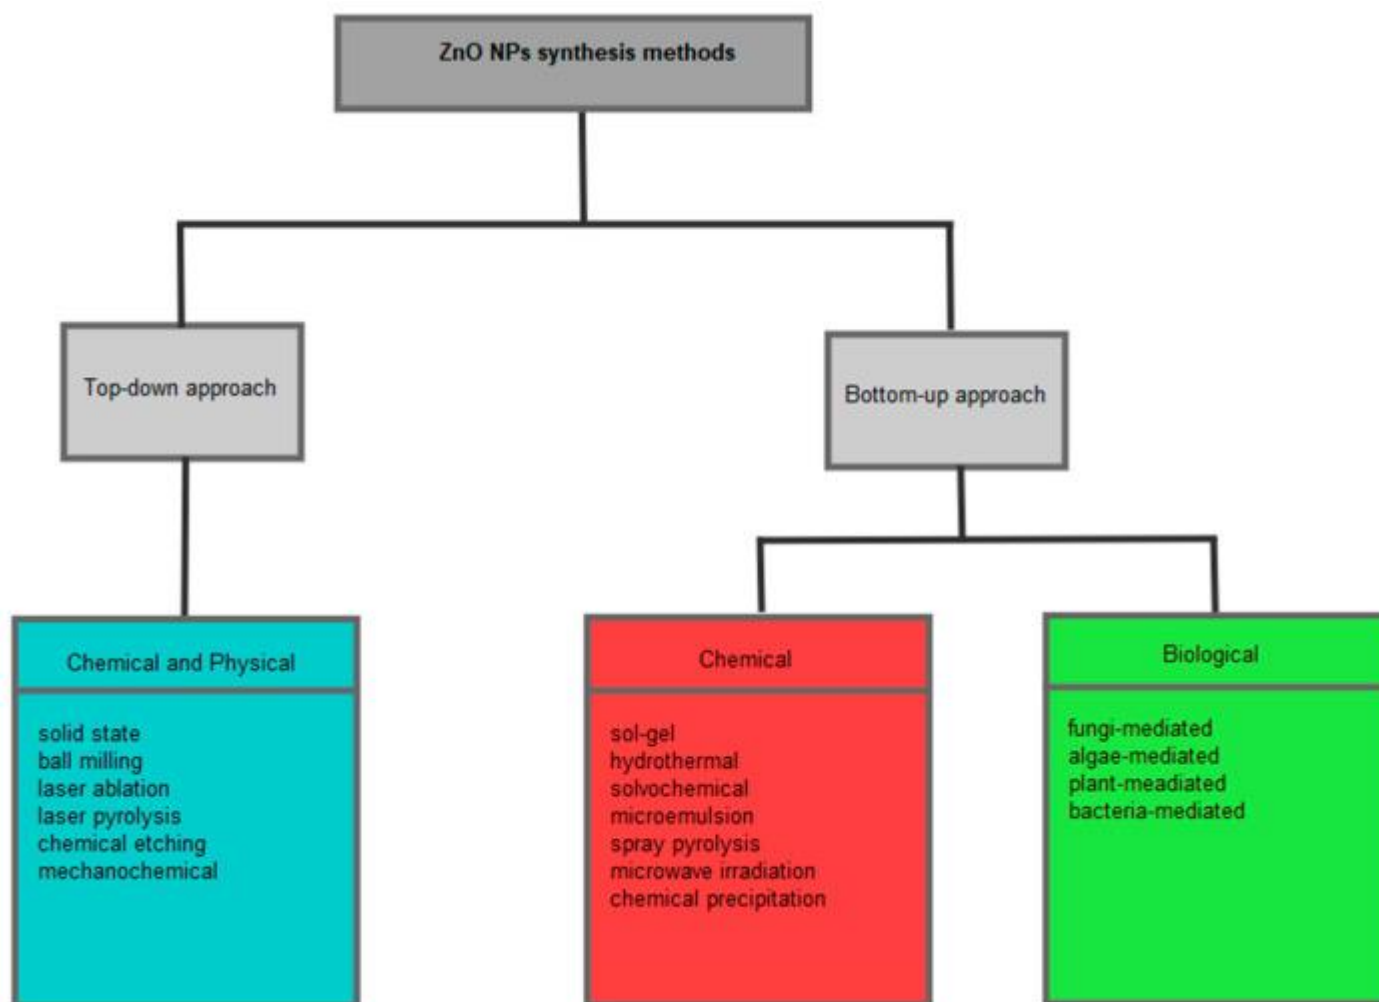 ZnO NPs synthesis methods
Top-down approach
Bottom-up approach
Chemical and Physical
solid state
ball milling
laser ablation
laser pyrolysis
chemical etching
mechanochemical
Chemical
sol-gel
hydrothermal
solvochemical
microemulsion
spray pyrolysis
microwave irradiation
chemical precipitation
Biological
fungi-mediated
algae-mediated
plant-meadiated
bacteria-mediated